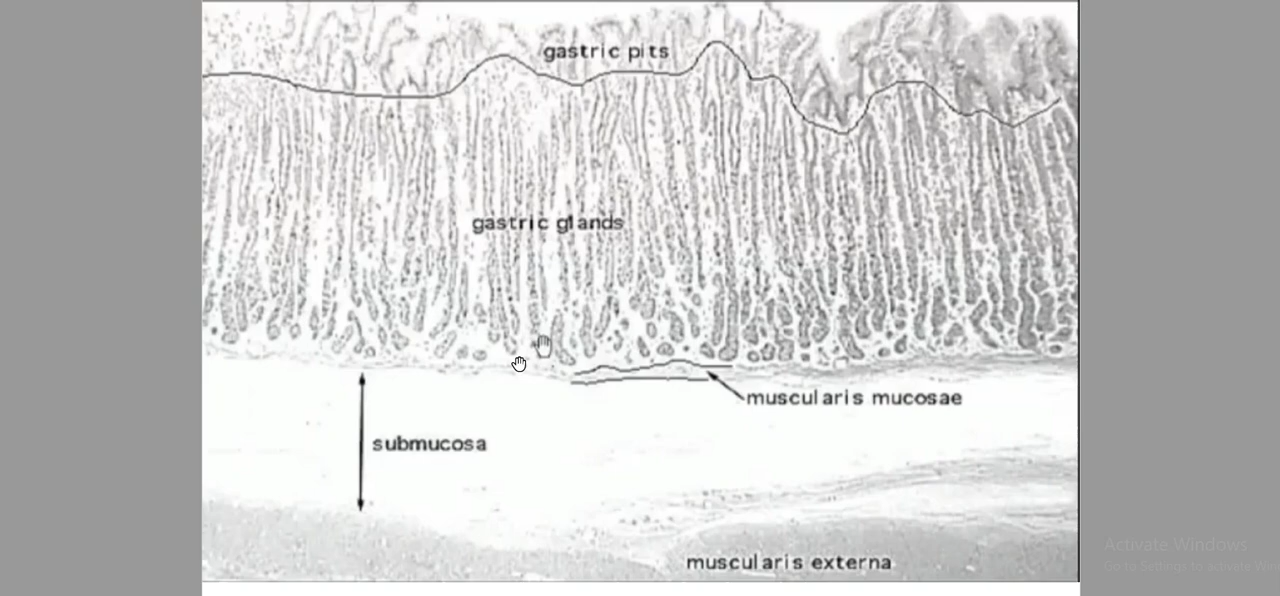 gastric pits
gastric glands
muscularis mucosae
submucosa
muscularis externa
Activate Windows